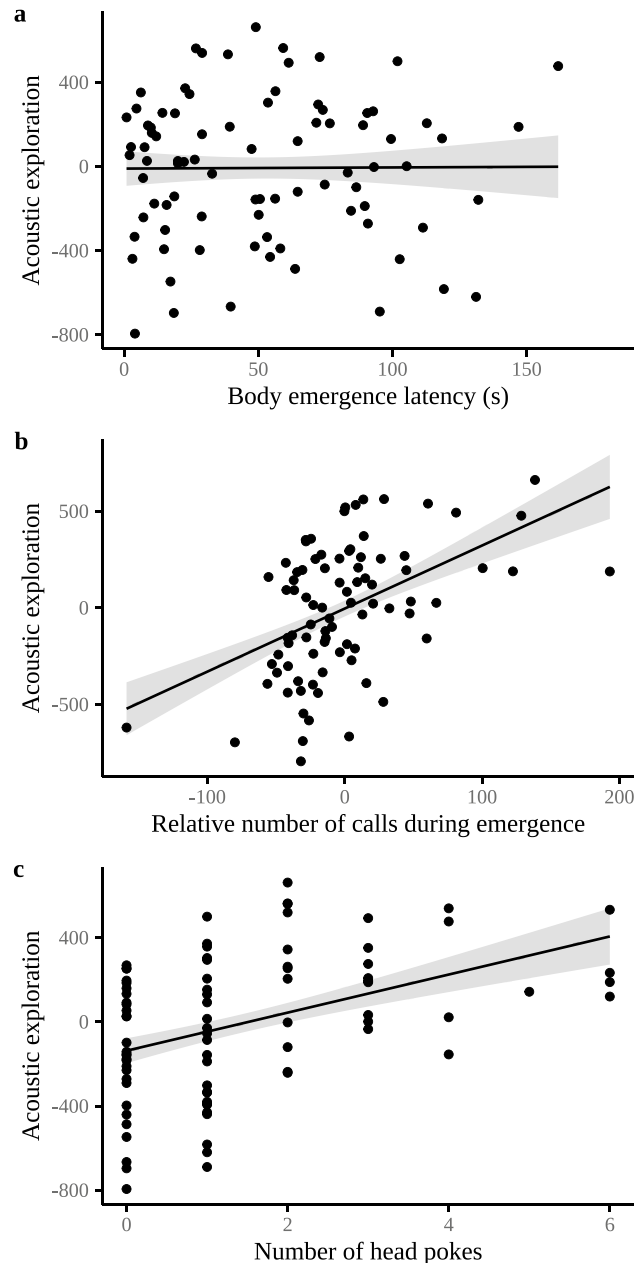 a
Acoustic exploration
400
0
-400
-800
0 50 100 150
Body emergence latency (s)
b
Acoustic exploration
500
0
-500
-100 0 100 200
Relative number of calls during emergence
c
Acoustic exploration
400
0
-400
-800
0 2 4 6
Number of head pokes